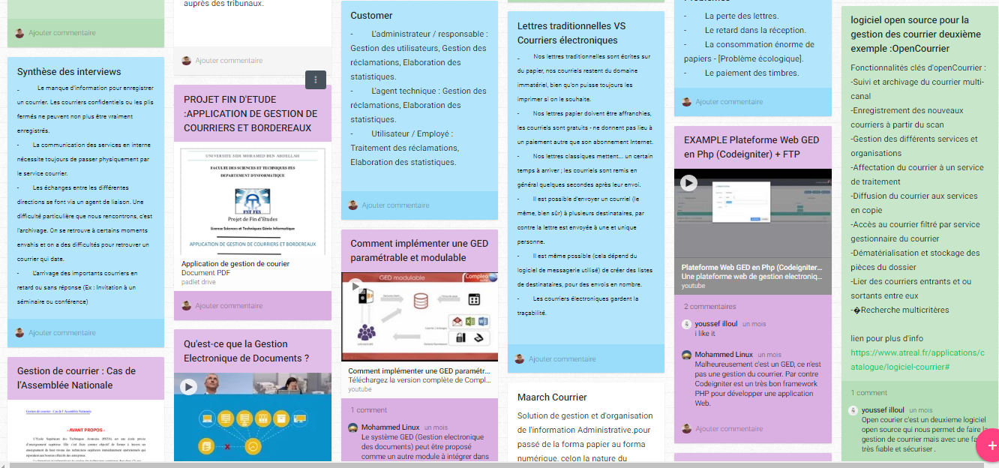 Ajouter commentaire
Synthèse des interviews
- Le manque d'information pour enregistrer
un courrier. Les courriers confidentiels ou les plis
fermés ne peuvent non plus être vraiment
enregistrés.
- La communication des services en interne
nécessite toujours de passer physiquement par
le service courrier.
- Les échanges entre les différentes
directions se font via un agent de liaison. Une
difficulté particulière que nous rencontrons, c'est
l'archivage. On se retrouve à certains moments
envahis et on a des difficultés pour retrouver un
courrier qui date.
- L'arrivage des importants courriers en
retard ou sans réponse (Ex : Invitation à un
séminaire ou conférence)
Ajouter commentaire
Gestion de courrier : Cas de
l'Assemblée Nationale
Gestion de courrier : Cas de l'Assemblée Nationale
- AVANT PROPOS -
auprès des tribunaux.
Ajouter commentaire
PROJET FIN D'ETUDE
:APPLICATION DE GESTION DE
COURRIERS ET BORDEREAUX
UNIVERSITE SIDI MOHAMED BEN ABDELLAH
FACULTE DES SCIENCES ET TECHNIQUES FES
DEPARTEMENT D'INFORMATIQUE
FST FES
Projet de Fin d'Etudes
Licence Sciences et Techniques Génie Informatique
APPLICATION DE GESTION DE COURRIERS ET BORDEREAUX
Application de gestion de courier
Document PDF
padlet drive
Ajouter commentaire
Qu'est-ce que la Gestion
Electronique de Documents ?
Customer
- L'administrateur / responsable :
Gestion des utilisateurs, Gestion des
réclamations, Elaboration des
statistiques.
- L'agent technique : Gestion des
réclamations, Elaboration des
statistiques.
- Utilisateur / Employé :
Traitement des réclamations,
Elaboration des statistiques.
Ajouter commentaire
Comment implémenter une GED
paramétrable et modulable
GED modulable
Compleo
Comment implémenter une GED paramétr...
Téléchargez la version complète de Compl...
youtube
1 comment
Mohammed Linux un mois
Le système GED (Gestion electronique
des documents) peut être proposé
comme un autre module à intégrer dans
Lettres traditionnelles VS
Courriers électroniques
- Nos lettres traditionnelles sont écrites sur
du papier, nos courriels restent du domaine
immatériel, bien qu'on puisse toujours les
imprimer si on le souhaite.
- Nos lettres papier doivent être affranchies,
les courriels sont gratuits - ne donnent pas lieu à
un paiement autre que son abonnement Internet.
- Nos lettres classiques mettent... un certain
temps à arriver ; les courriels sont remis en
général quelques secondes après leur envoi.
- Il est possible d'envoyer un courriel (le
même, bien sûr) à plusieurs destinataires, par
contre la lettre est envoyée à une et unique
personne.
- Il est même possible (cela dépend du
logiciel de messagerie utilisé) de créer des listes
de destinataires, pour des envois en nombre.
- Les courriers électroniques gardent la
traçabilité.
Ajouter commentaire
Maarch Courrier
Solution de gestion et d'organisation
de l'information Administrative.pour
passé de la forma papier au forma
numérique. celon la nature du
Problèmes
- La perte des lettres.
- Le retard dans la réception.
- La consommation énorme de
papiers - [Problème écologique].
- Le paiement des timbres.
Ajouter commentaire
EXAMPLE Plateforme Web GED
en Php (Codeigniter) + FTP
Plateforme Web GED en Php (Codeigniter...
Une plateforme web de gestion electroniq...
youtube
2 commentaires
youssef illoul un mois
i like it
Mohammed Linux un mois
Malheureusement c'est un GED, ce n'est
pas une gestion du courrier. Par contre
Codeigniter est un très bon framework
PHP pour développer une application
Web.
Ajouter commentaire
logiciel open source pour la
gestion des courrier deuxième
exemple :OpenCourrier
Fonctionnalités clés d'openCourrier :
-Suivi et archivage du courrier multi-
canal
-Enregistrement des nouveaux
courriers à partir du scan
-Gestion des différents services et
organisations
-Affectation du courrier à un service
de traitement
-Diffusion du courrier aux services
en copie
-Accès au courrier filtré par service
gestionnaire du courrier
-Dématérialisation et stockage des
pièces du dossier
-Lier des courriers entrants et ou
sortants entre eux
-�Recherche multicritères
lien pour plus d'info
https://www.atreal.fr/applications/c
atalogue/logiciel-courrier#
1 comment
youssef illoul un mois
Open courier c'est un deuxieme logiciel
open source qui nous permet de faire la
gestion de courrier mais avec une
très fiable et sécuriser .